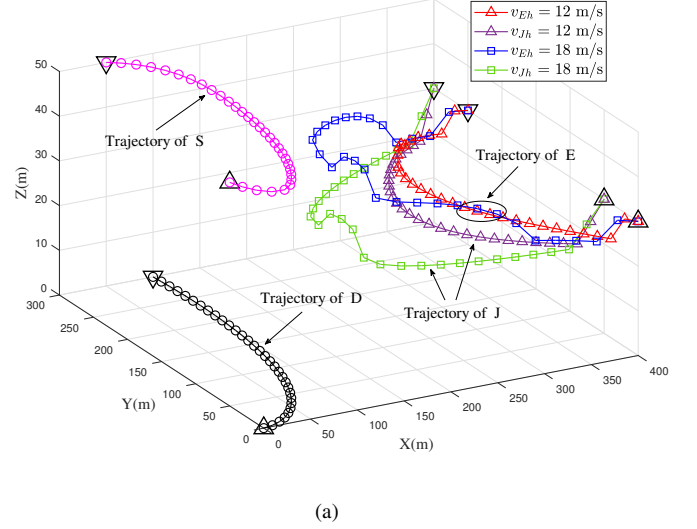 v_{Eh} = 12 m/s
v_{Jh} = 12 m/s
v_{Eh} = 18 m/s
v_{Jh} = 18 m/s
50
40
30
20
10
0
Z(m)
Trajectory of S
Trajectory of E
Trajectory of D
Trajectory of J
300
250
200
150
100
50
0
Y(m)
0
50
100
150
200
250
300
350
400
X(m)
(a)